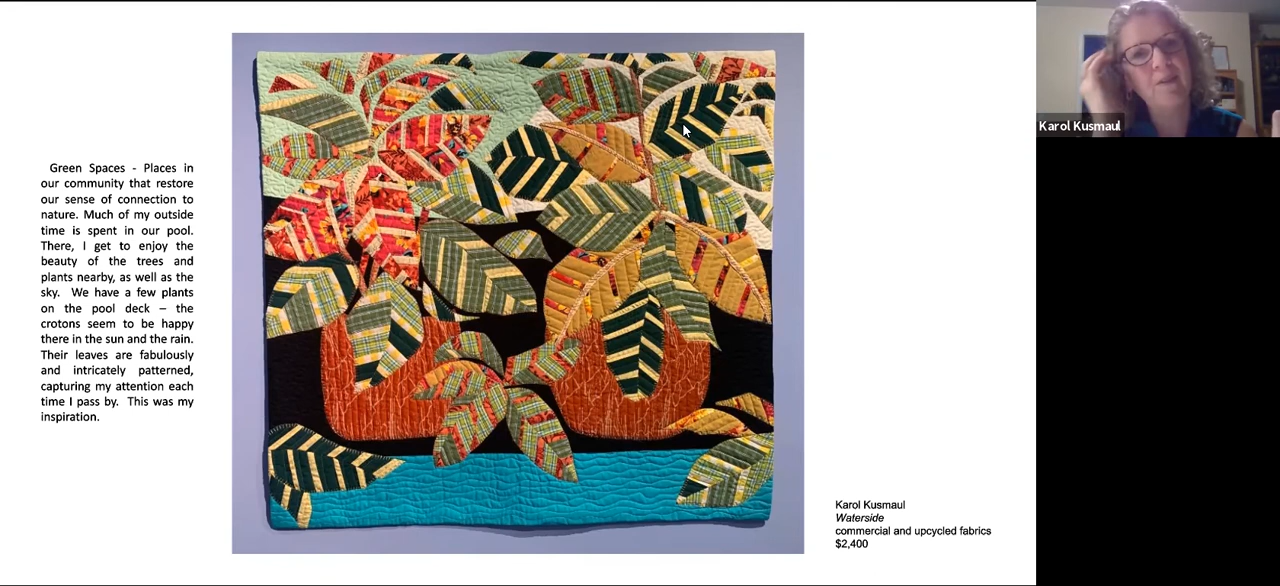 Green Spaces - Places in
our community that restore
our sense of connection to
nature. Much of my outside
time is spent in our pool.
There, I get to enjoy the
beauty of the trees and
plants nearby, as well as the
sky. We have a few plants
on the pool deck – the
crotons seem to be happy
there in the sun and the rain.
Their leaves are fabulously
and intricately patterned,
capturing my attention each
time I pass by. This was my
inspiration.
Karol Kusmaul
Waterside
commercial and upcycled fabrics
$2,400
Karol Kusmaul